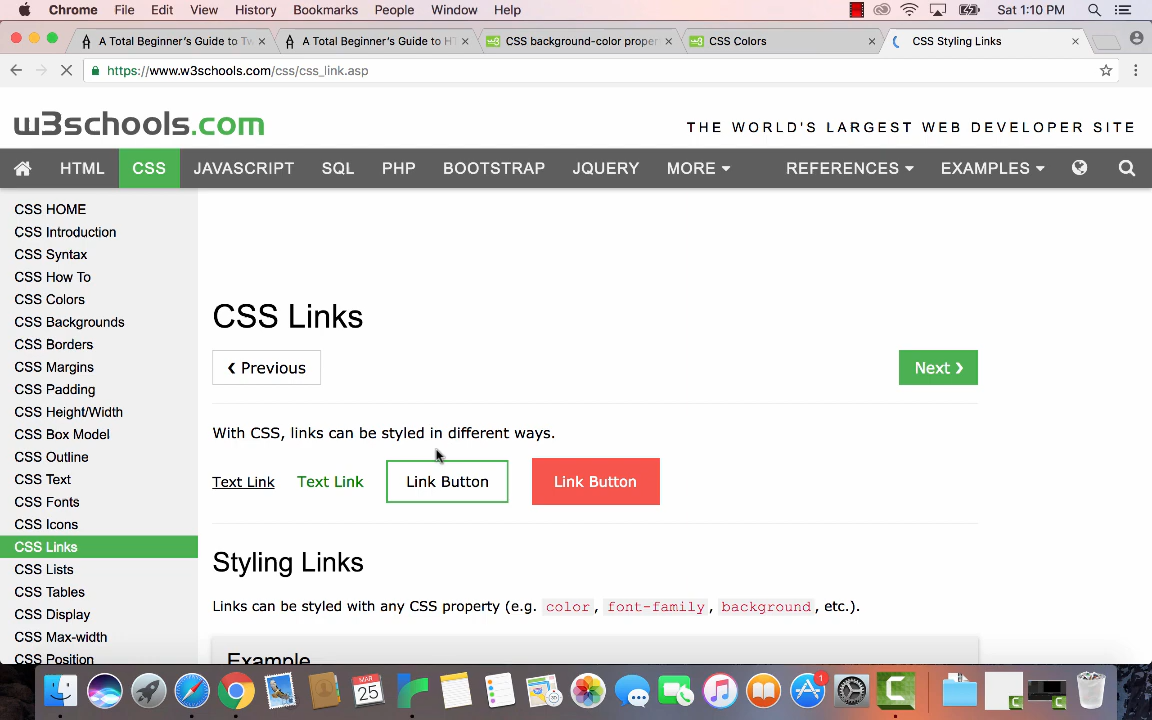 Chrome File Edit View History Bookmarks People Window Help Sat 1:10 PM
A Total Beginner's Guide to Tw A Total Beginner's Guide to HT CSS background-color proper CSS Colors CSS Styling Links
https://www.w3schools.com/css/css_link.asp
w3schools.com
THE WORLD'S LARGEST WEB DEVELOPER SITE
HTML CSS JAVASCRIPT SQL PHP BOOTSTRAP JQUERY MORE REFERENCES EXAMPLES
CSS HOME
CSS Introduction
CSS Syntax
CSS How To
CSS Colors
CSS Backgrounds
CSS Borders
CSS Margins
CSS Padding
CSS Height/Width
CSS Box Model
CSS Outline
CSS Text
CSS Fonts
CSS Icons
CSS Links
CSS Lists
CSS Tables
CSS Display
CSS Max-width
CSS Position
CSS Links
❮ Previous Next ❯
With CSS, links can be styled in different ways.
Text Link Text Link Link Button Link Button
Styling Links
Links can be styled with any CSS property (e.g. color, font-family, background, etc.).
Example
MAR
25
1